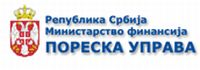 Република Србија
Министарство финансија
ПОРЕСКА УПРАВА